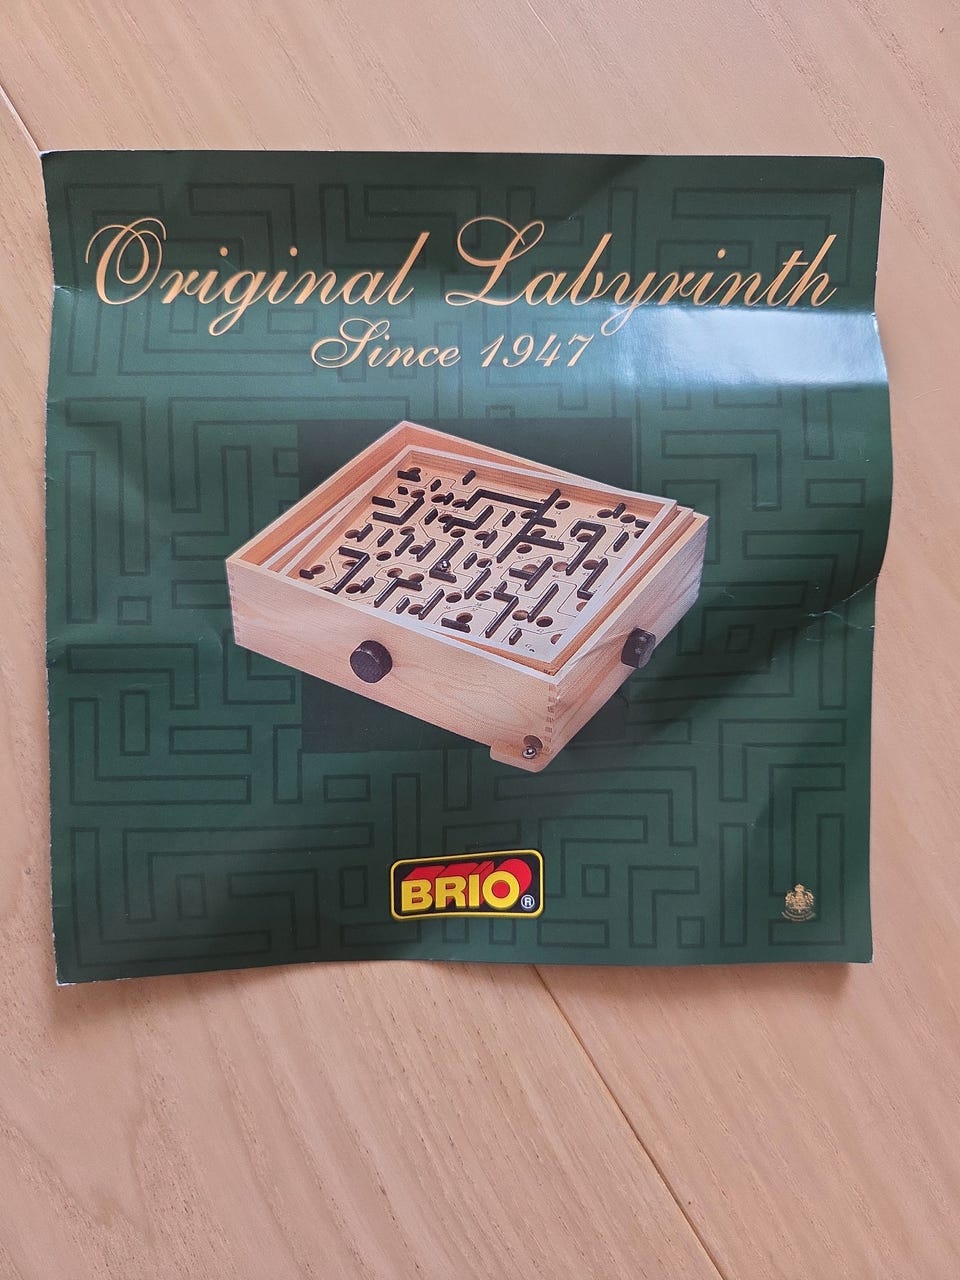 Original Labyrinth
Since 1947
BRIO®